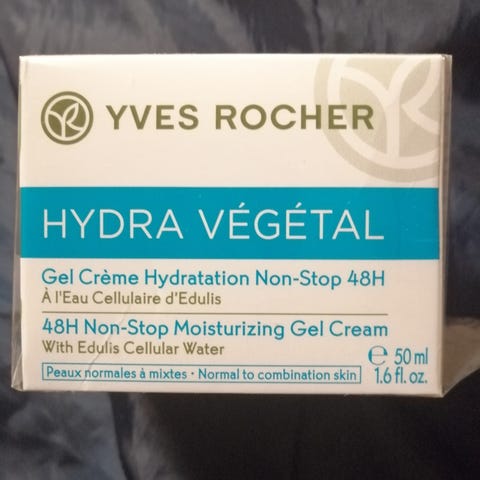 YVES ROCHER
HYDRA VÉGÉTAL
Gel Crème Hydratation Non-Stop 48H
À l'Eau Cellulaire d'Edulis
48H Non-Stop Moisturizing Gel Cream
With Edulis Cellular Water
Peaux normales à mixtes • Normal to combination skin
℮ 50 ml
1.6 fl. oz.